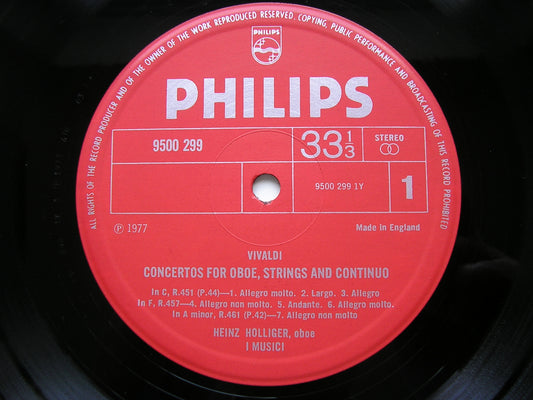 ALL RIGHTS OF THE RECORD PRODUCER AND OF THE OWNER OF THE WORK REPRODUCED RESERVED. COPYING, PUBLIC PERFORMANCE AND BROADCASTING OF THIS RECORD PROHIBITED
PHILIPS
PHILIPS
9500 299
33 1/3
STEREO
9500 299 1Y
1
℗ 1977
Made in England
VIVALDI
CONCERTOS FOR OBOE, STRINGS AND CONTINUO
In C, R.451 (P.44)—1. Allegro molto. 2. Largo. 3. Allegro
In F, R.457—4. Allegro non molto. 5. Andante. 6. Allegro molto.
In A minor, R.461 (P.42)—7. Allegro non molto
HEINZ HOLLIGER, oboe
I MUSICI